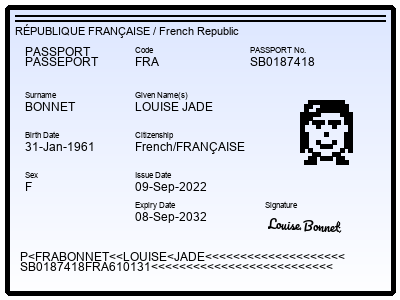 RÉPUBLIQUE FRANÇAISE / French Republic
PASSPORT
PASSEPORT
Code
FRA
PASSPORT No.
SB0187418
Surname
BONNET
Given Name(s)
LOUISE JADE
Birth Date
31-Jan-1961
Citizenship
French/FRANÇAISE
Sex
F
Issue Date
09-Sep-2022
Expiry Date
08-Sep-2032
Signature
Louise Bonnet
P<FRABONNET<<LOUISE<JADE<<<<<<<<<<<<<<<<<<<<
SB0187418FRA610131<<<<<<<<<<<<<<<<<<<<<<<<<<